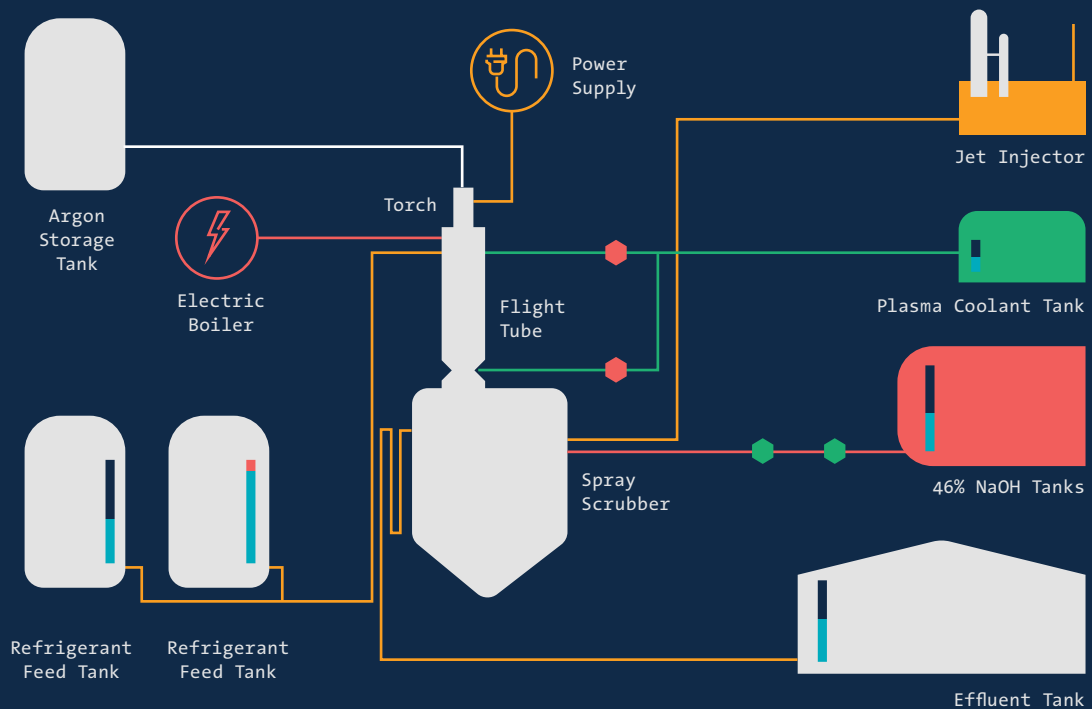 Power
Supply
Jet Injector
Torch
Argon
Storage
Tank
Electric
Boiler
Flight
Tube
Plasma Coolant Tank
46% NaOH Tanks
Spray
Scrubber
Refrigerant
Feed Tank
Refrigerant
Feed Tank
Effluent Tank